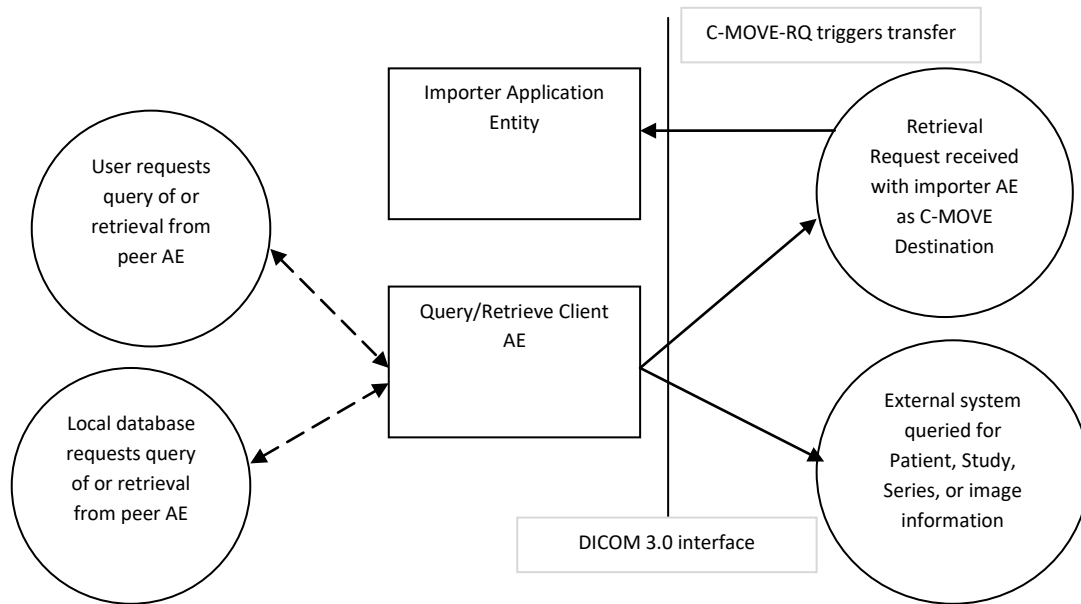 C-MOVE-RQ triggers transfer
Importer Application
Entity
Retrieval
Request received
with importer AE
as C-MOVE
Destination
User requests
query of or
retrieval from
peer AE
Query/Retrieve Client
AE
Local database
requests query
of or retrieval
from peer AE
External system
queried for
Patient, Study,
Series, or image
information
DICOM 3.0 interface